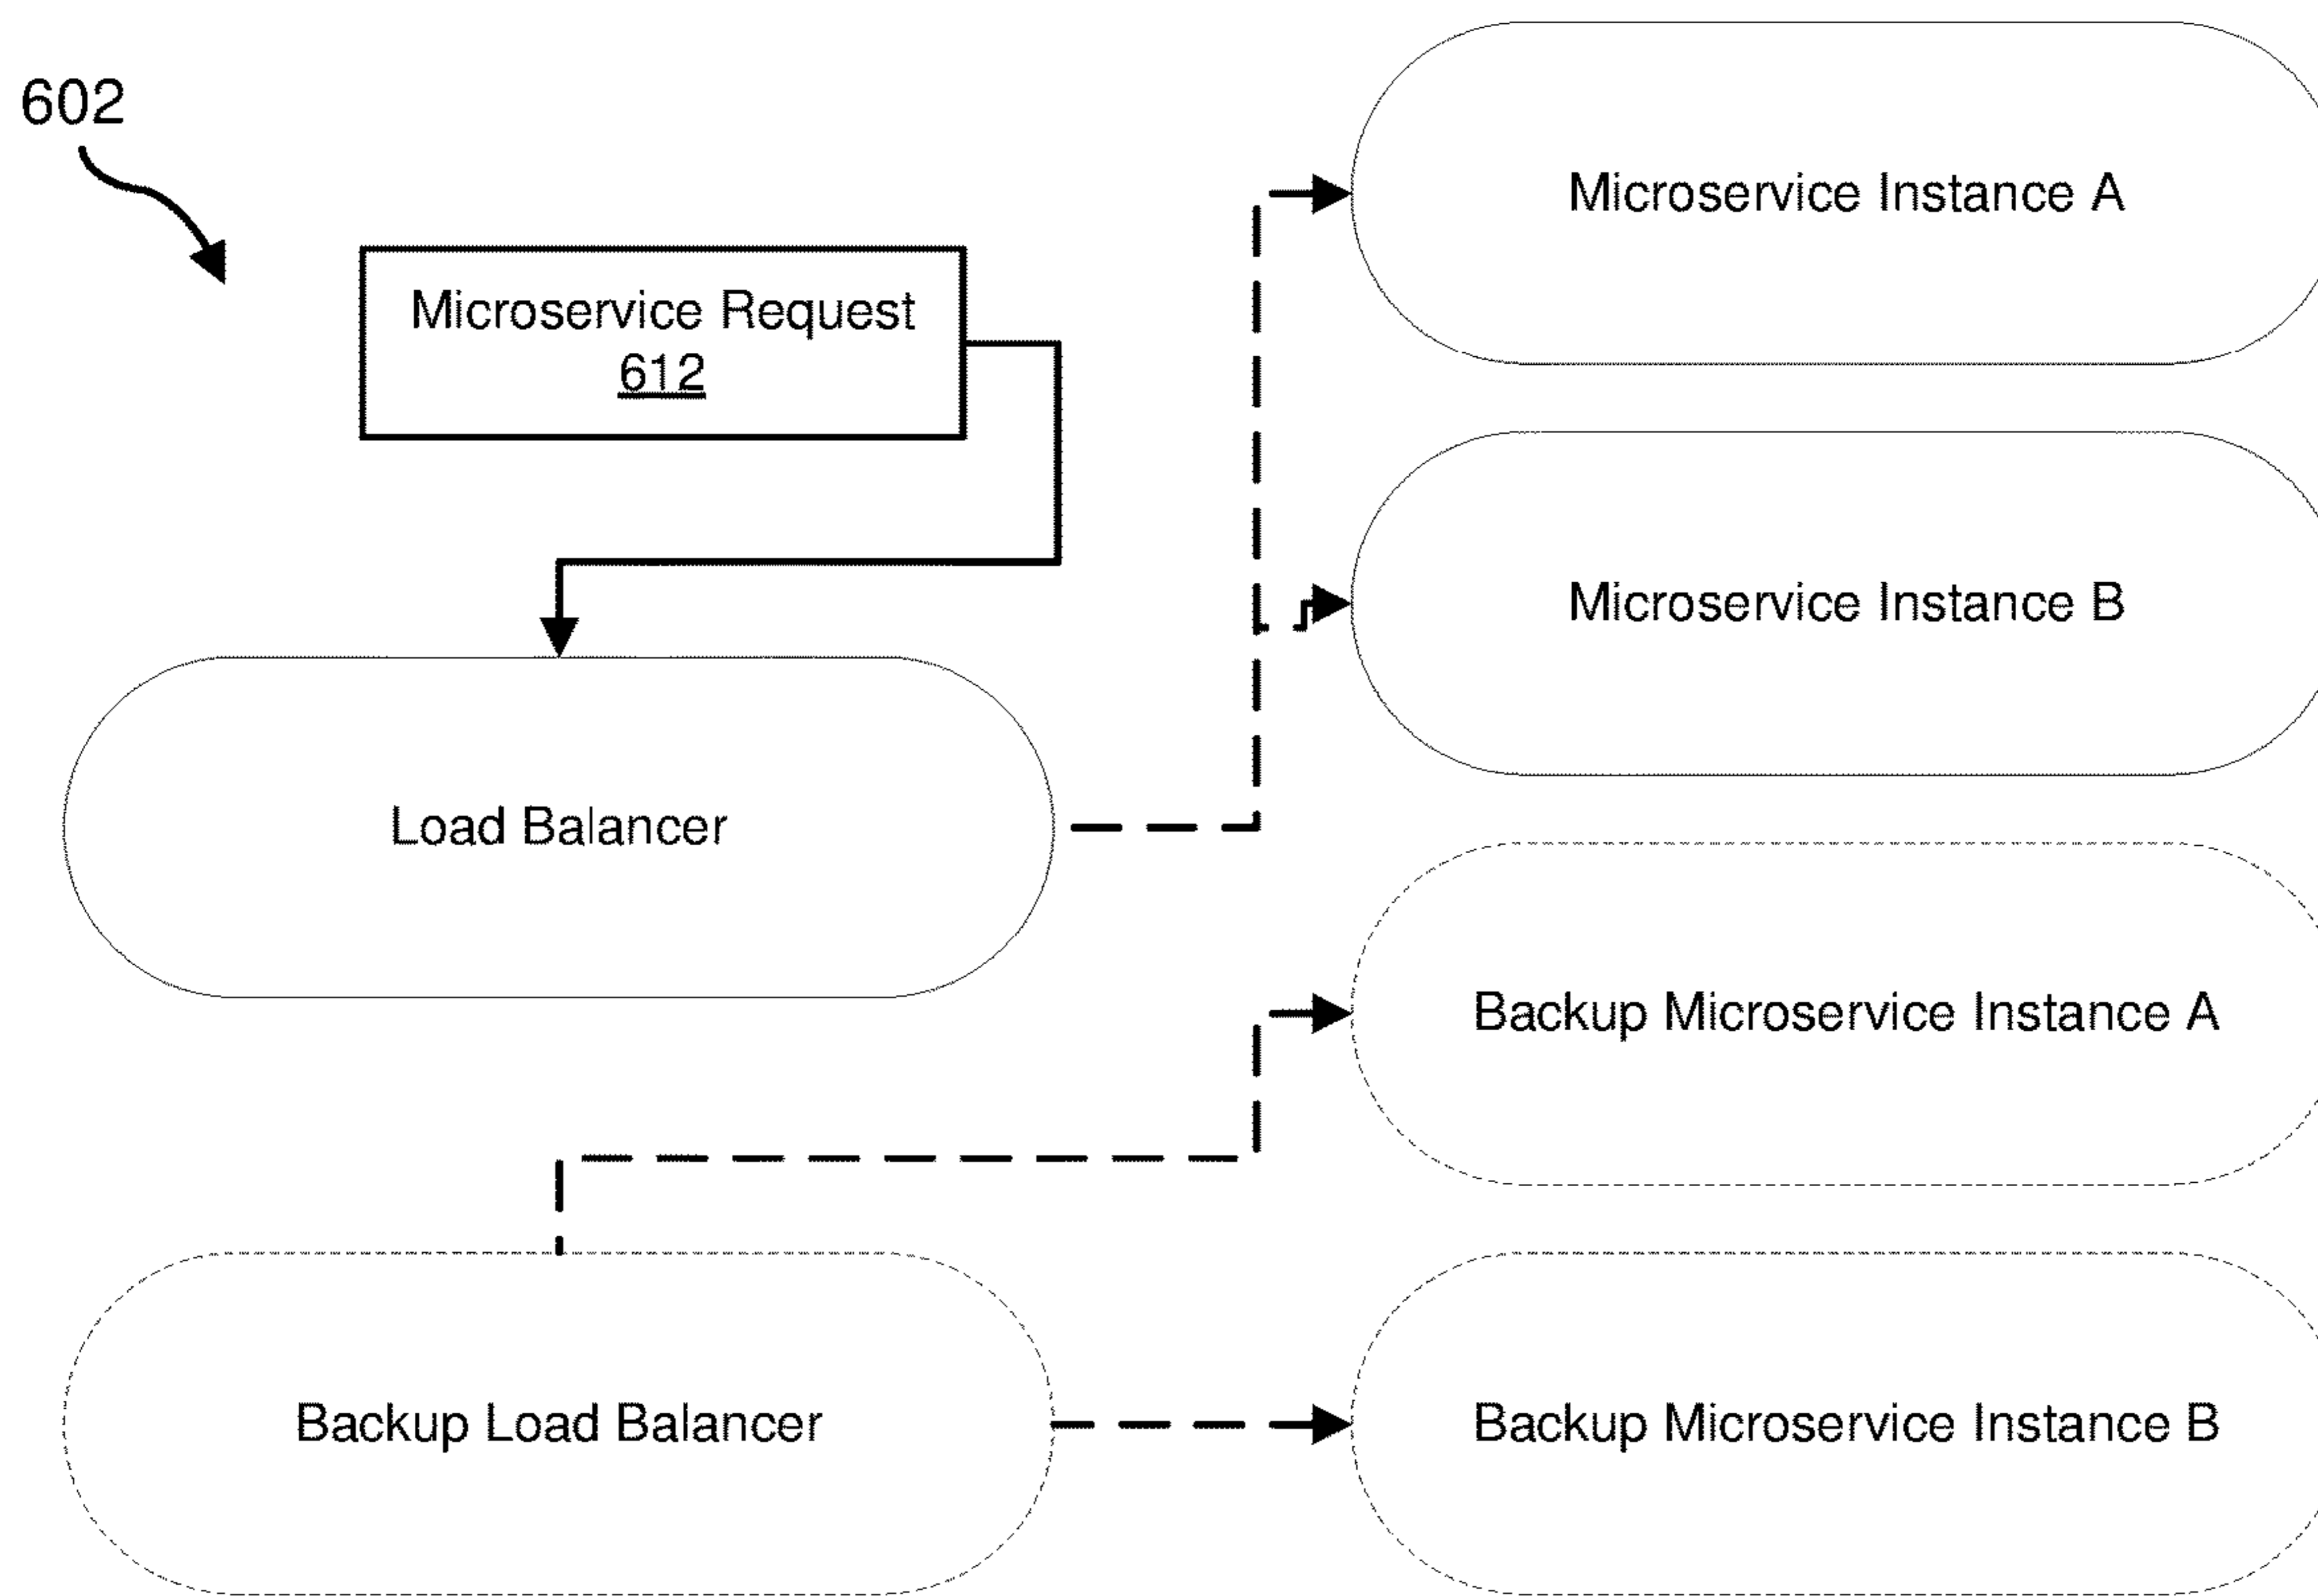 602
Microservice Request
612
Load Balancer
Backup Load Balancer
Microservice Instance A
Microservice Instance B
Backup Microservice Instance A
Backup Microservice Instance B